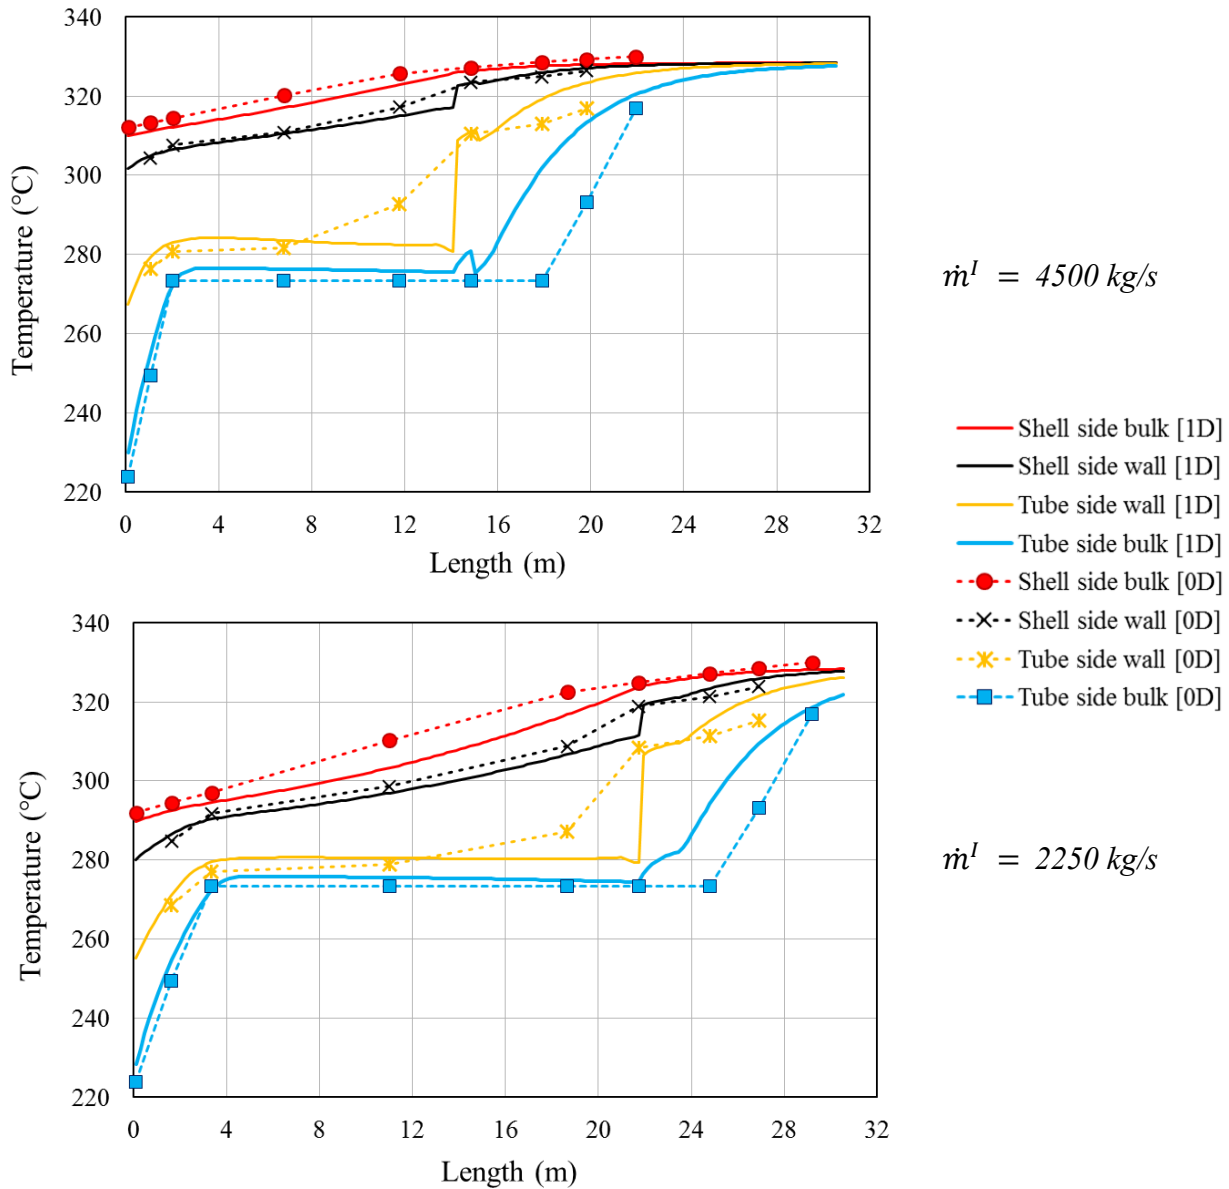 340
320
300
280
260
240
220
Temperature (°C)
0 4 8 12 16 20 24 28 32
Length (m)
ṁᴵ = 4500 kg/s
Shell side bulk [1D]
Shell side wall [1D]
Tube side wall [1D]
Tube side bulk [1D]
Shell side bulk [0D]
Shell side wall [0D]
Tube side wall [0D]
Tube side bulk [0D]
340
320
300
280
260
240
220
Temperature (°C)
0 4 8 12 16 20 24 28 32
Length (m)
ṁᴵ = 2250 kg/s